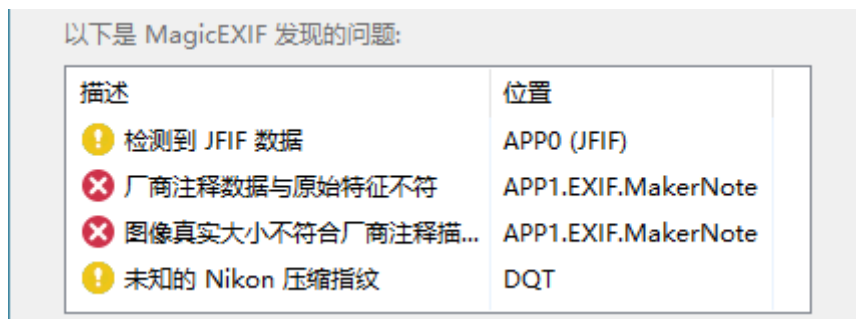 以下是 MagicEXIF 发现的问题:
描述 位置
检测到 JFIF 数据 APP0 (JFIF)
厂商注释数据与原始特征不符 APP1.EXIF.MakerNote
图像真实大小不符合厂商注释描... APP1.EXIF.MakerNote
未知的 Nikon 压缩指纹 DQT